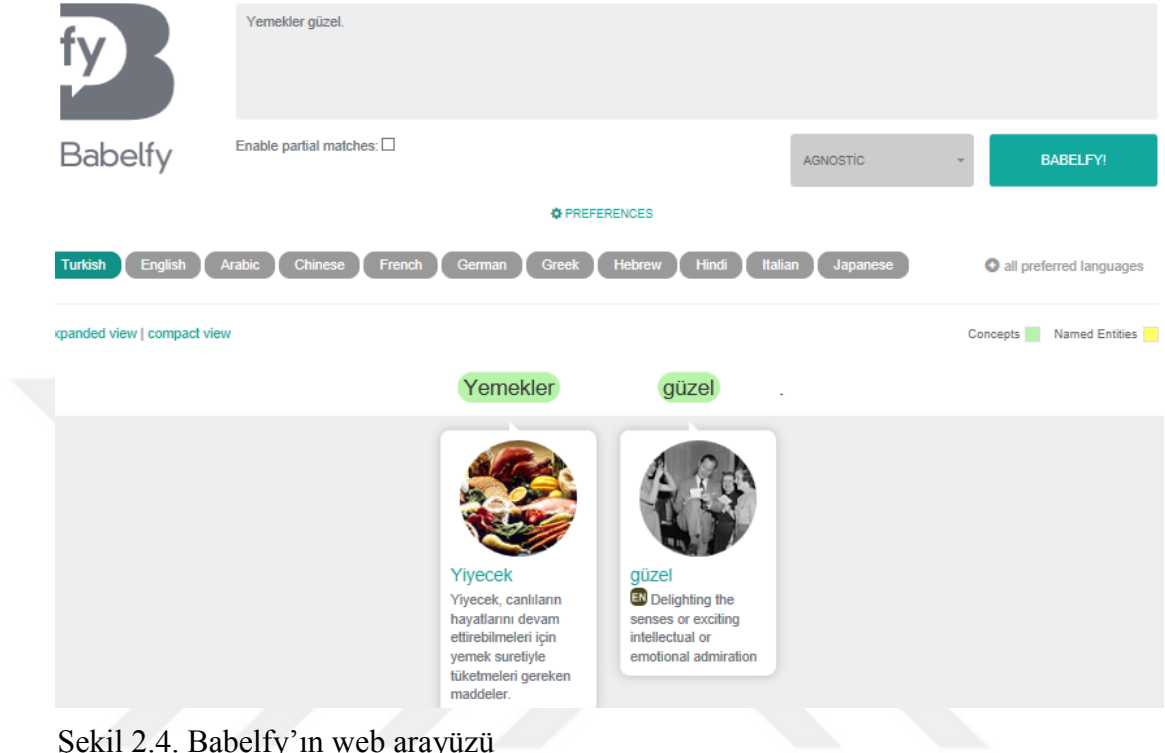 Yemekler güzel.
fy
Babelfy
Enable partial matches:
AGNOSTİC
BABELFY!
PREFERENCES
Turkish English Arabic Chinese French German Greek Hebrew Hindi Italian Japanese
all preferred languages
xpanded view | compact view
Concepts Named Entities
Yemekler güzel .
Yiyecek
Yiyecek, canlıların
hayatlarını devam
ettirebilmeleri için
yemek suretiyle
tüketmeleri gereken
maddeler.
güzel
EN Delighting the
senses or exciting
intellectual or
emotional admiration
Şekil 2.4. Babelfy’ın web arayüzü